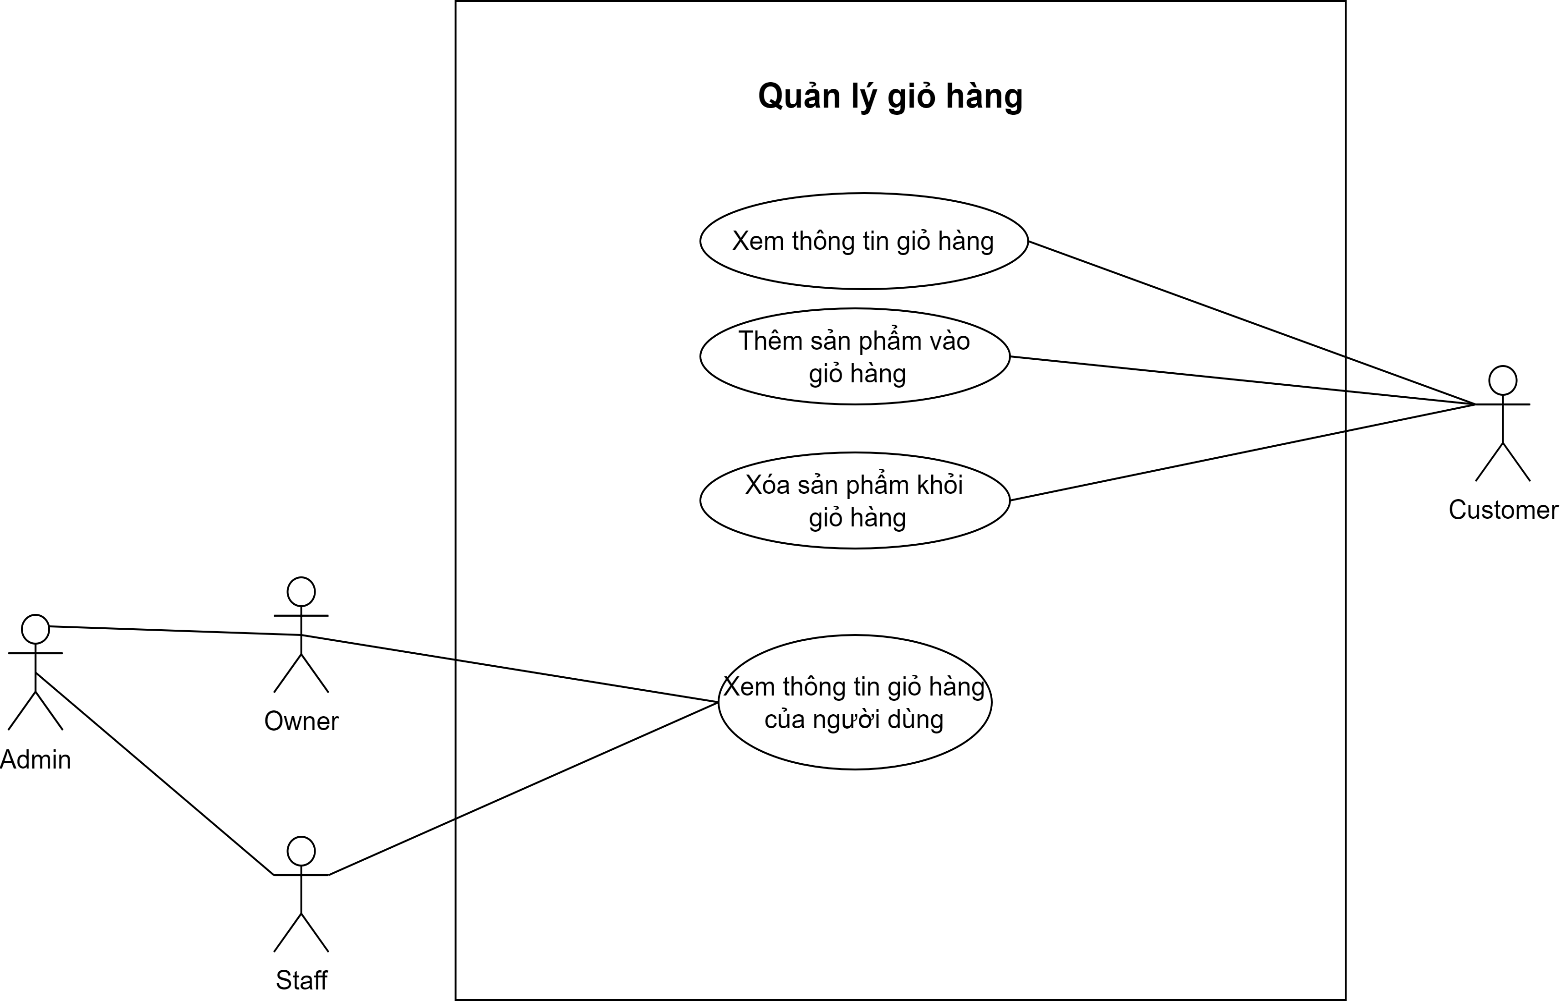 Quản lý giỏ hàng
Xem thông tin giỏ hàng
Thêm sản phẩm vào
giỏ hàng
Xóa sản phẩm khỏi
giỏ hàng
Customer
Xem thông tin giỏ hàng
của người dùng
Owner
Admin
Staff